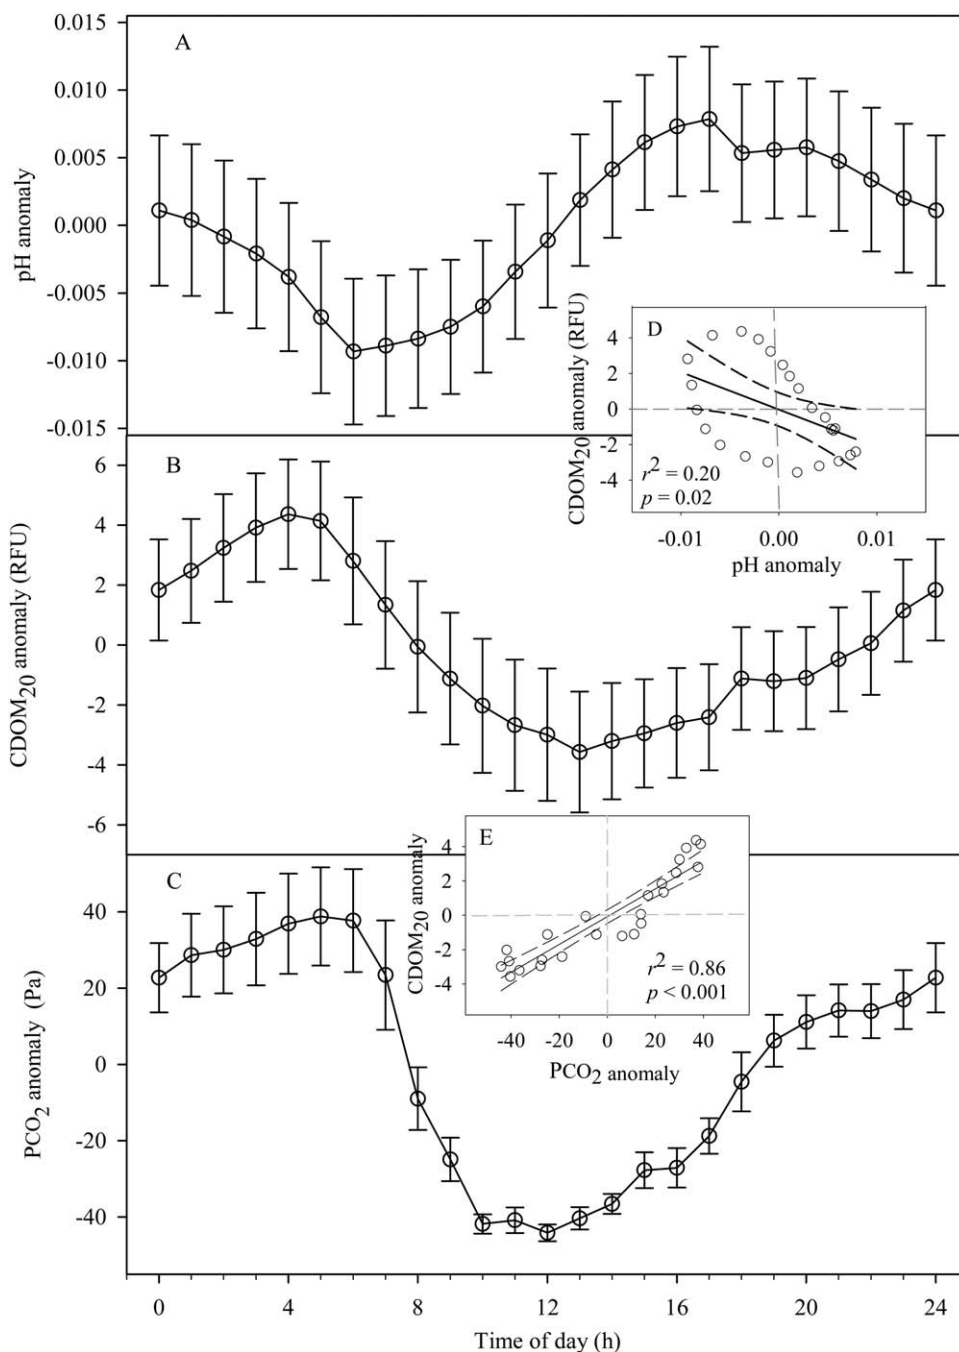 A
0.015
0.010
0.005
0.000
-0.005
-0.010
-0.015
pH anomaly
D
4
2
0
-2
-4
CDOM20 anomaly (RFU)
r2 = 0.20
p = 0.02
-0.01 0.00 0.01
pH anomaly
B
6
4
2
0
-2
-4
-6
CDOM20 anomaly (RFU)
E
4
2
0
-2
-4
CDOM20 anomaly
r2 = 0.86
p < 0.001
-40 -20 0 20 40
PCO2 anomaly
C
40
20
0
-20
-40
PCO2 anomaly (Pa)
0 4 8 12 16 20 24
Time of day (h)